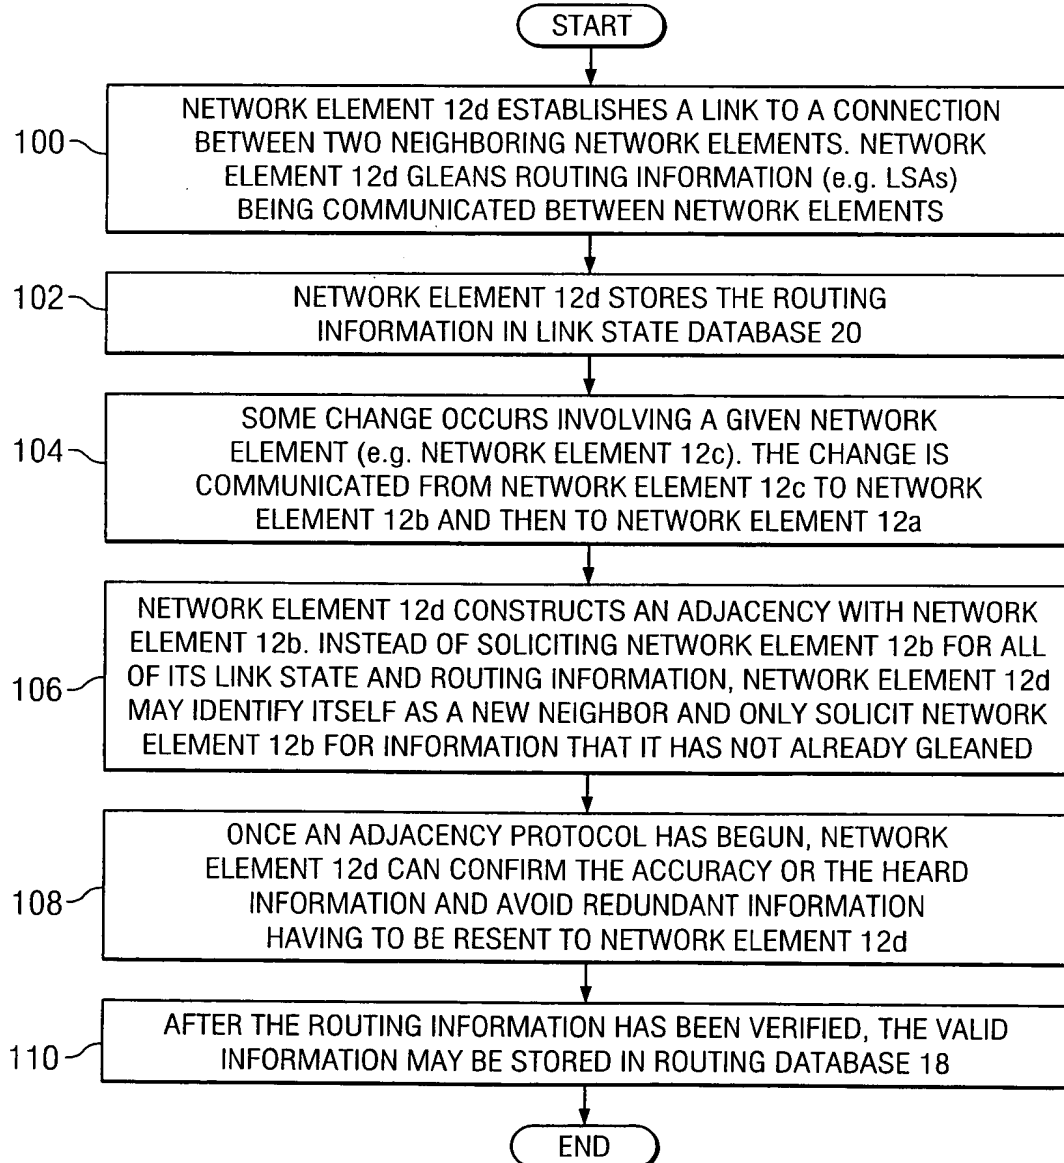 START
100
NETWORK ELEMENT 12d ESTABLISHES A LINK TO A CONNECTION
BETWEEN TWO NEIGHBORING NETWORK ELEMENTS. NETWORK
ELEMENT 12d GLEANS ROUTING INFORMATION (e.g. LSAs)
BEING COMMUNICATED BETWEEN NETWORK ELEMENTS
102
NETWORK ELEMENT 12d STORES THE ROUTING
INFORMATION IN LINK STATE DATABASE 20
104
SOME CHANGE OCCURS INVOLVING A GIVEN NETWORK
ELEMENT (e.g. NETWORK ELEMENT 12c). THE CHANGE IS
COMMUNICATED FROM NETWORK ELEMENT 12c TO NETWORK
ELEMENT 12b AND THEN TO NETWORK ELEMENT 12a
106
NETWORK ELEMENT 12d CONSTRUCTS AN ADJACENCY WITH NETWORK
ELEMENT 12b. INSTEAD OF SOLICITING NETWORK ELEMENT 12b FOR ALL
OF ITS LINK STATE AND ROUTING INFORMATION, NETWORK ELEMENT 12d
MAY IDENTIFY ITSELF AS A NEW NEIGHBOR AND ONLY SOLICIT NETWORK
ELEMENT 12b FOR INFORMATION THAT IT HAS NOT ALREADY GLEANED
108
ONCE AN ADJACENCY PROTOCOL HAS BEGUN, NETWORK
ELEMENT 12d CAN CONFIRM THE ACCURACY OR THE HEARD
INFORMATION AND AVOID REDUNDANT INFORMATION
HAVING TO BE RESENT TO NETWORK ELEMENT 12d
110
AFTER THE ROUTING INFORMATION HAS BEEN VERIFIED, THE VALID
INFORMATION MAY BE STORED IN ROUTING DATABASE 18
END